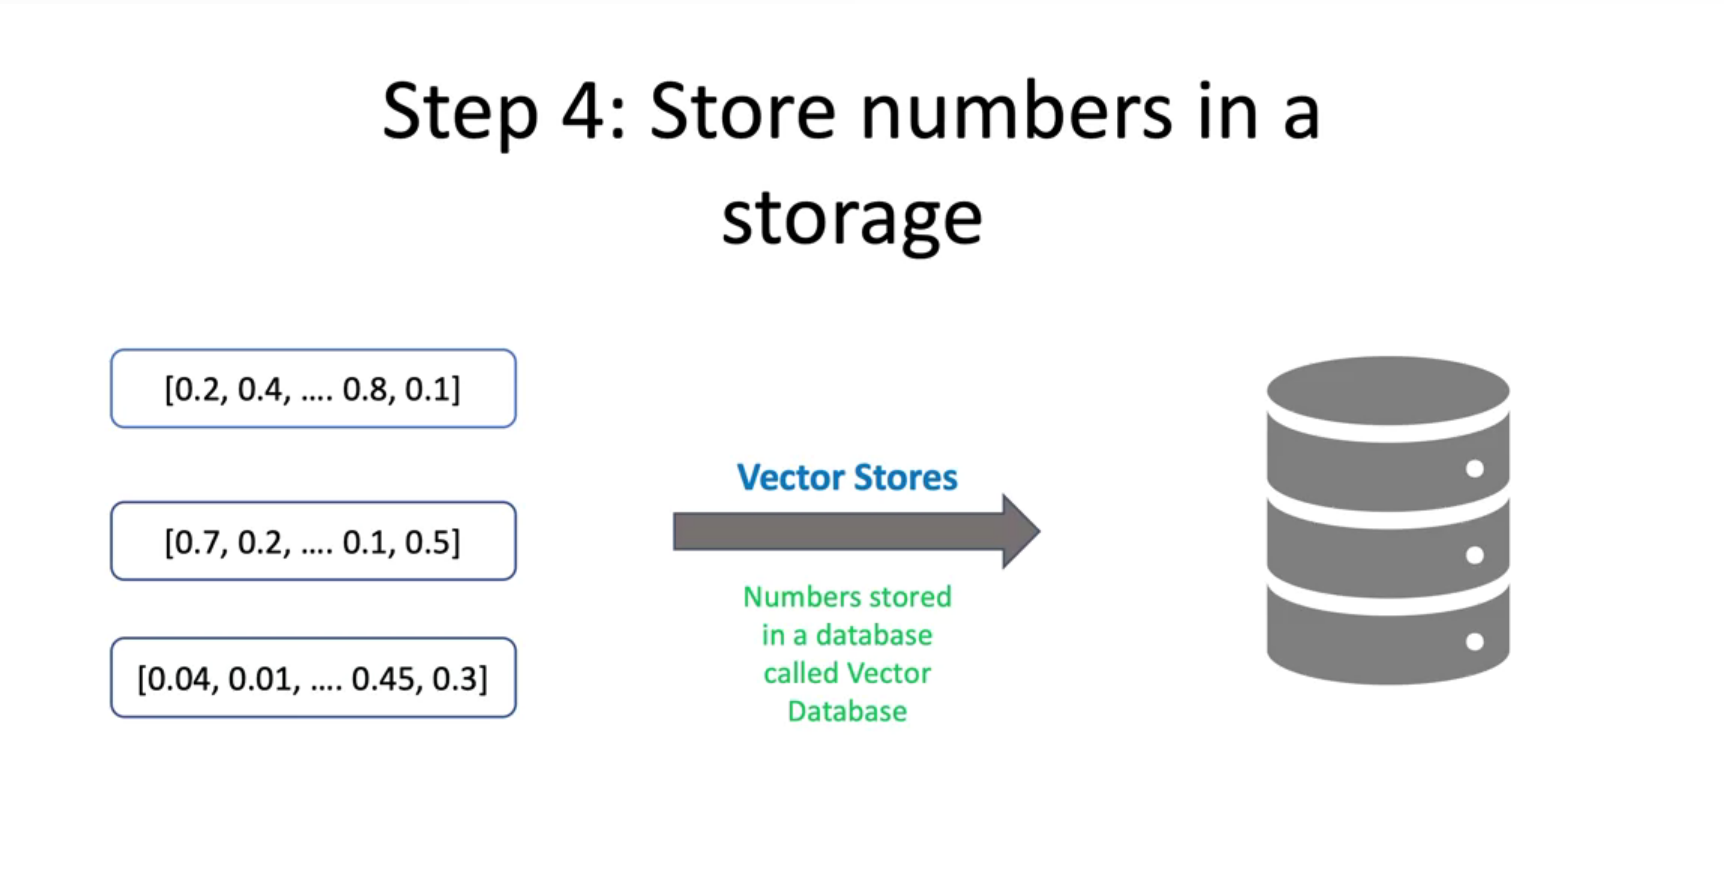 Step 4: Store numbers in a
storage
[0.2, 0.4, .... 0.8, 0.1]
[0.7, 0.2, .... 0.1, 0.5]
[0.04, 0.01, .... 0.45, 0.3]
Vector Stores
Numbers stored
in a database
called Vector
Database